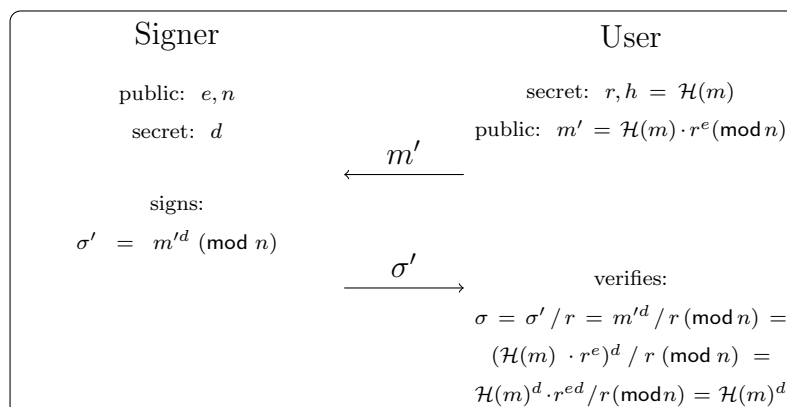 Signer
User
public: e, n
secret: d
secret: r, h = ℋ(m)
public: m′ = ℋ(m) · r^e (mod n)
m′
signs:
σ′ = m′^d (mod n)
σ′
verifies:
σ = σ′ / r = m′^d / r (mod n) =
(ℋ(m) · r^e)^d / r (mod n) =
ℋ(m)^d · r^{ed} / r (mod n) = ℋ(m)^d